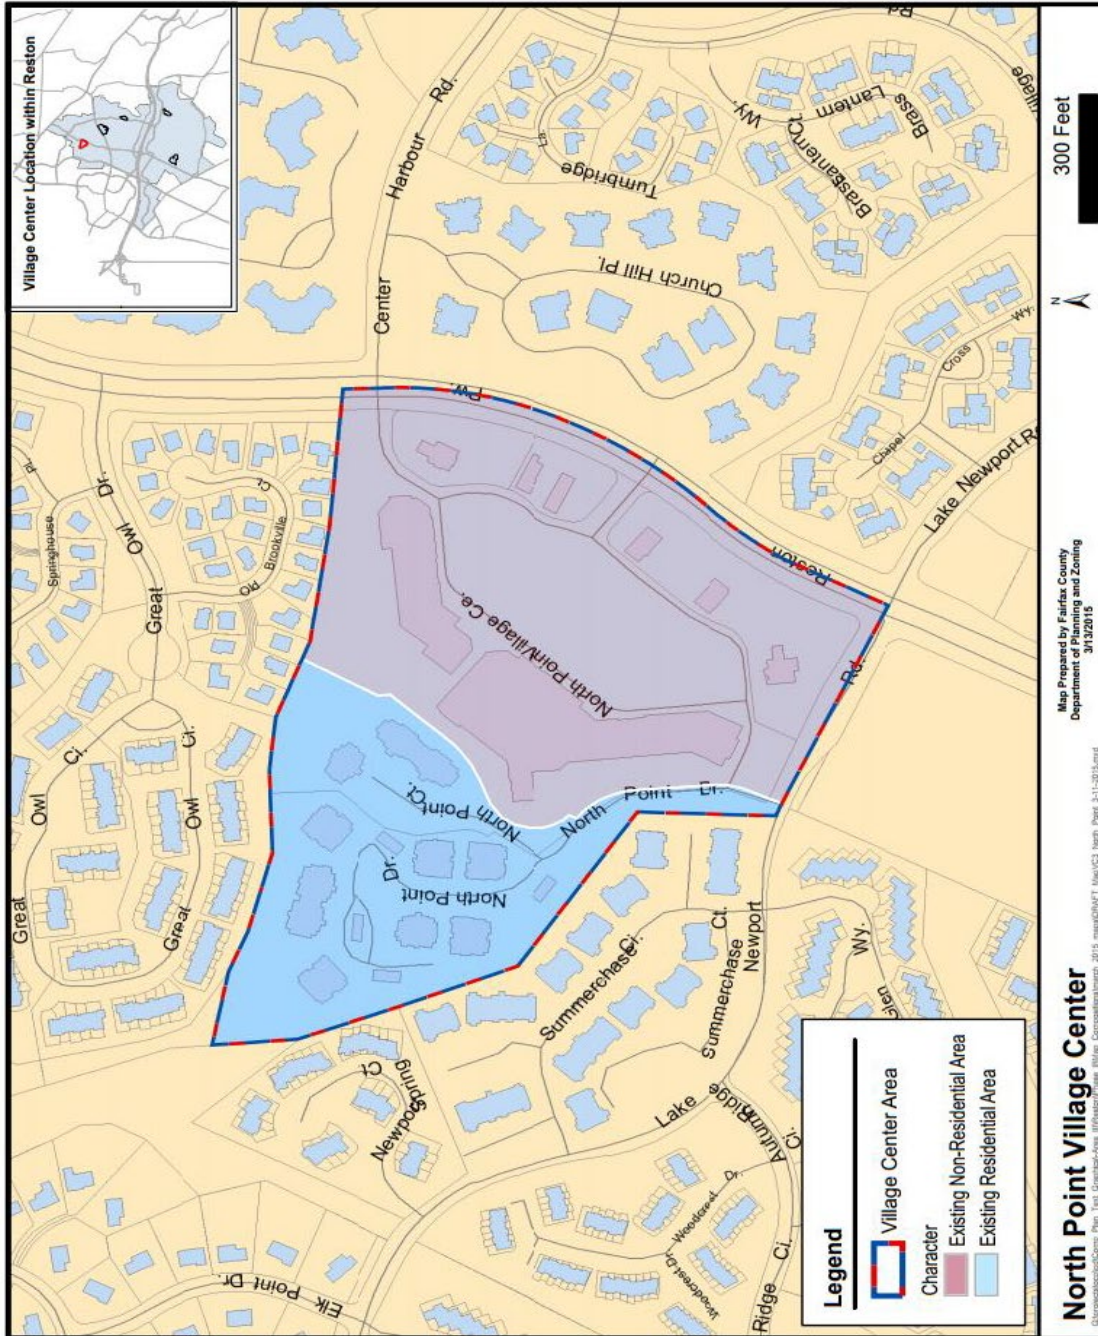 Village Center Location within Reston
Harbour
Rd.
Rd
Center
Pw.
Reston
Tumbridge
La.
Wy.
Lantern
Brass
Church Hill Pl.
Cross
Wy.
Chapel
Lake Newport
Rd.
Springhouse
Pl.
Owl
Dr.
Great
Old
Brookville
Ct.
Great
Owl
Ci.
Great
Owl
Ci.
North Point Village Ce.
North Point Ct.
North
Point
Dr.
North Point
Dr.
Summerchase
Ci.
Summerchase
Ct.
Newport
Lake
Newport
Spring
Ct.
Wy.
Glen
Autumn
Ridge
Ci.
Ridge
Ci.
Woodcrest
Dr.
Woodcrest Dr.
Elk Point Dr
Legend
Village Center Area
Character
Existing Non-Residential Area
Existing Residential Area
North Point Village Center
Map Prepared by Fairfax County
Department of Planning and Zoning
3/13/2015
N
300 Feet